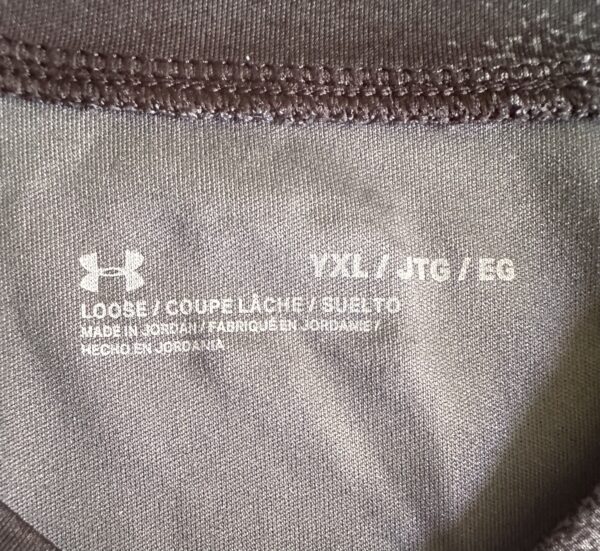 YXL / JTG / EG
LOOSE / COUPE LÂCHE / SUELTO
MADE IN JORDAN / FABRIQUÉ EN JORDANIE /
HECHO EN JORDANIA